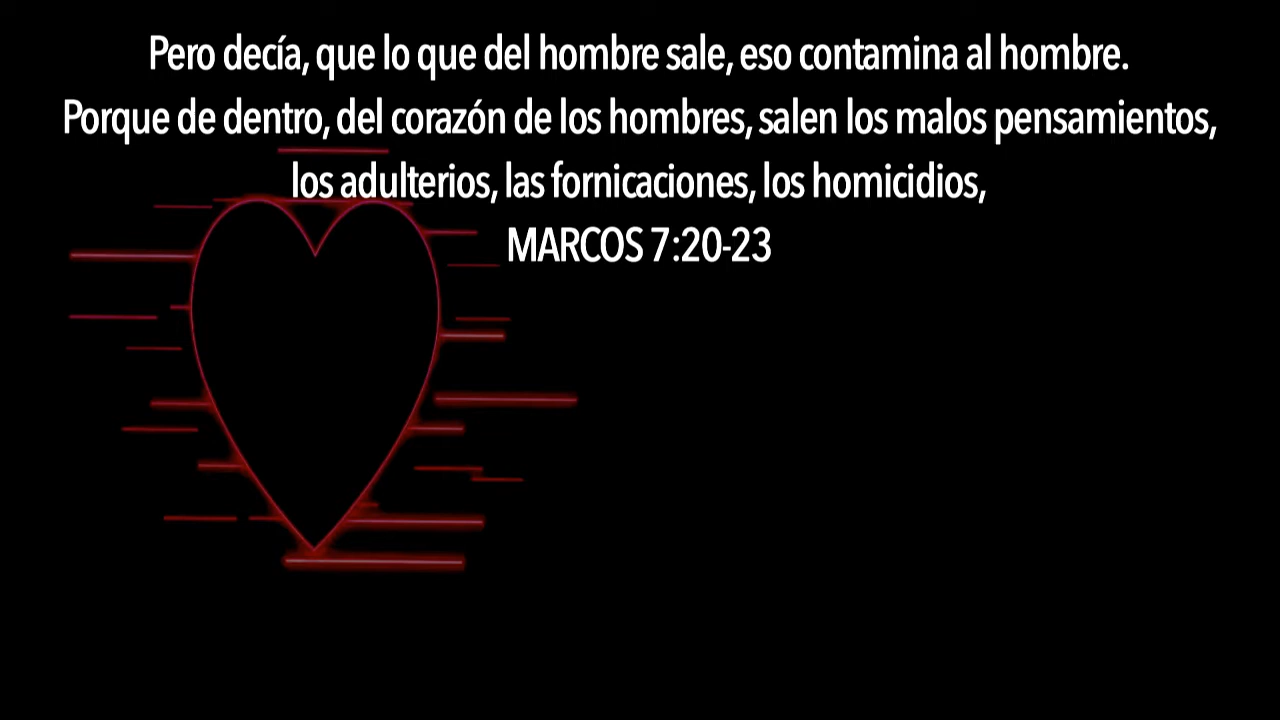 Pero decía, que lo que del hombre sale, eso contamina al hombre.
Porque de dentro, del corazón de los hombres, salen los malos pensamientos,
los adulterios, las fornicaciones, los homicidios,
MARCOS 7:20-23